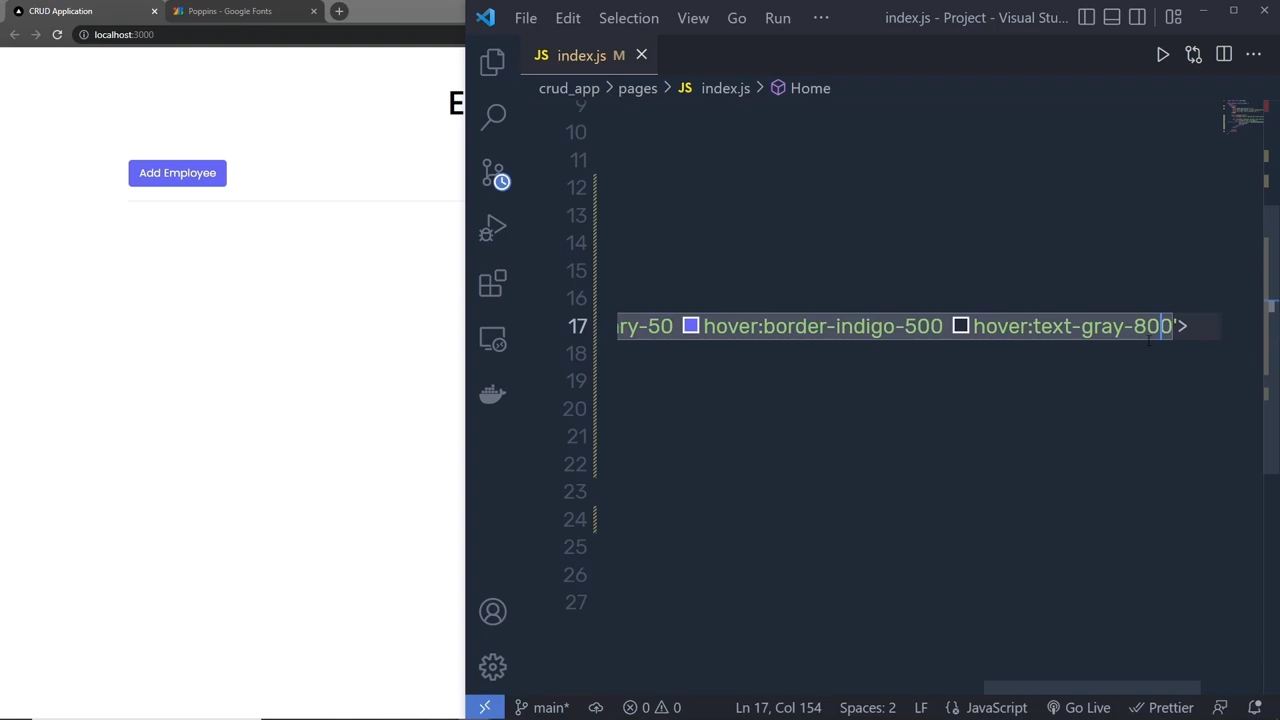 CRUD Application
Poppins - Google Fonts
localhost:3000
E
Add Employee
File Edit Selection View Go Run ··· index.js - Project - Visual Stu...
JS index.js M
crud_app > pages > JS index.js > Home
9
10
11
12
13
14
15
16
17 ary-50 hover:border-indigo-500 hover:text-gray-800'>
18
19
20
21
22
23
24
25
26
27
main* 0 0 Ln 17, Col 154 Spaces: 2 LF {} JavaScript Go Live Prettier